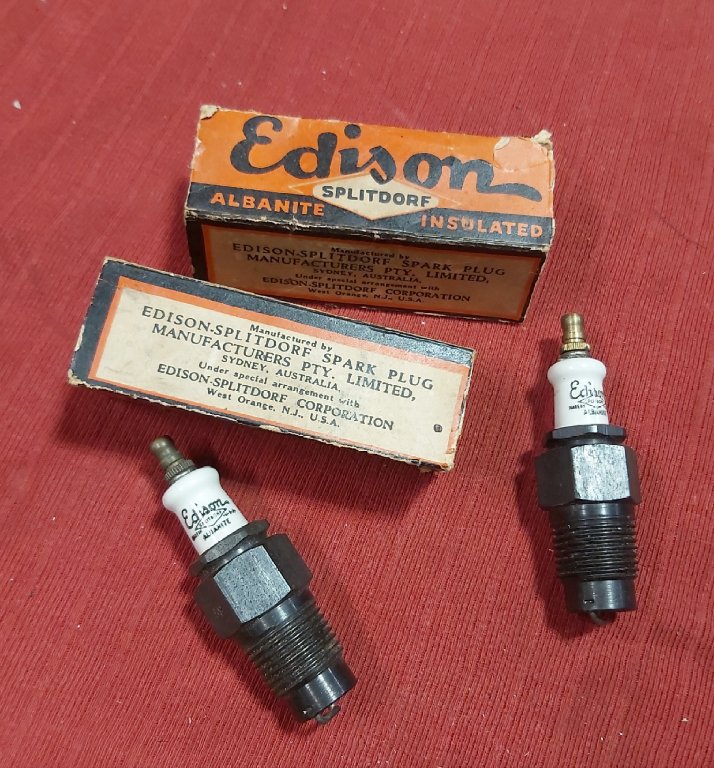 Edison
SPLITDORF
ALBANITE INSULATED
Manufactured by
EDISON-SPLITDORF SPARK PLUG
MANUFACTURERS PTY. LIMITED,
SYDNEY, AUSTRALIA,
Under special arrangement with
EDISON-SPLITDORF CORPORATION
West Orange, N.J., U.S.A.
Manufactured by
EDISON-SPLITDORF SPARK PLUG
MANUFACTURERS PTY. LIMITED,
SYDNEY, AUSTRALIA,
Under special arrangement with
EDISON-SPLITDORF CORPORATION
West Orange, N.J., U.S.A.
Edison
ALBANITE
Edison
SPLITDORF
ALBANITE